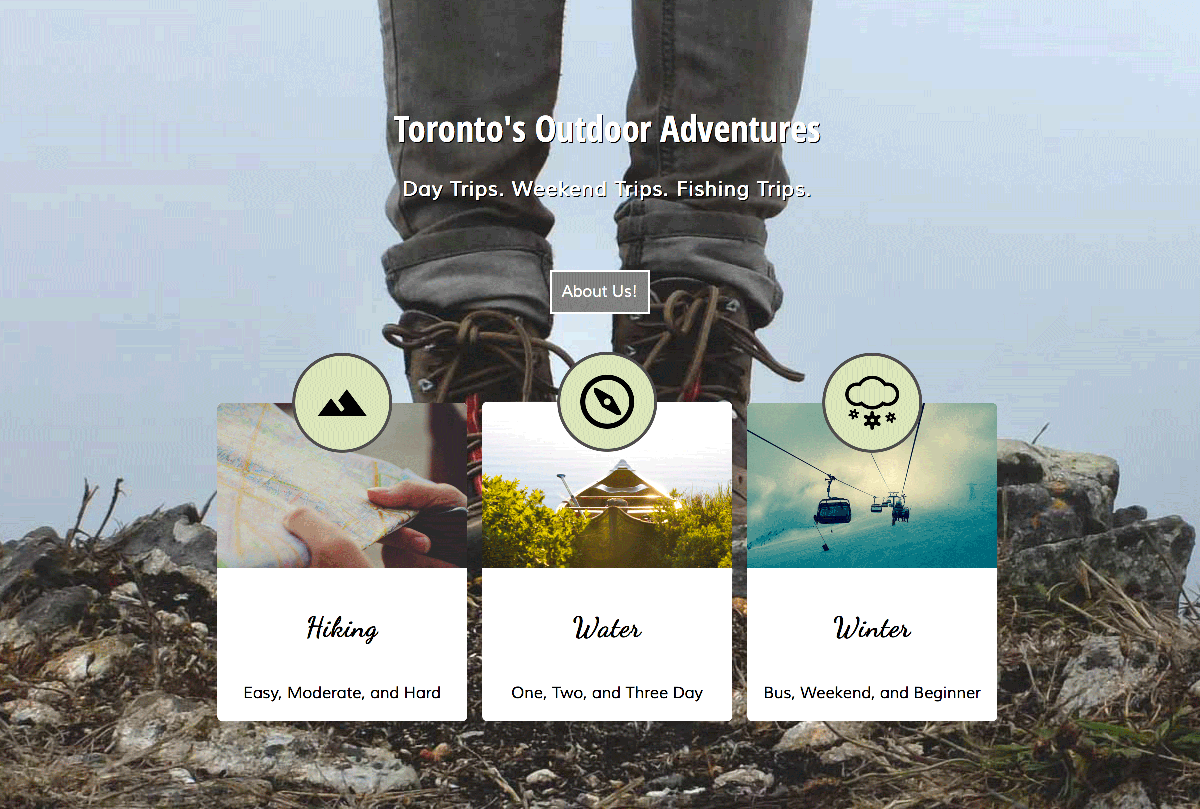 Toronto's Outdoor Adventures
Day Trips. Weekend Trips. Fishing Trips.
About Us!
Hiking
Water
Winter
Easy, Moderate, and Hard
One, Two, and Three Day
Bus, Weekend, and Beginner